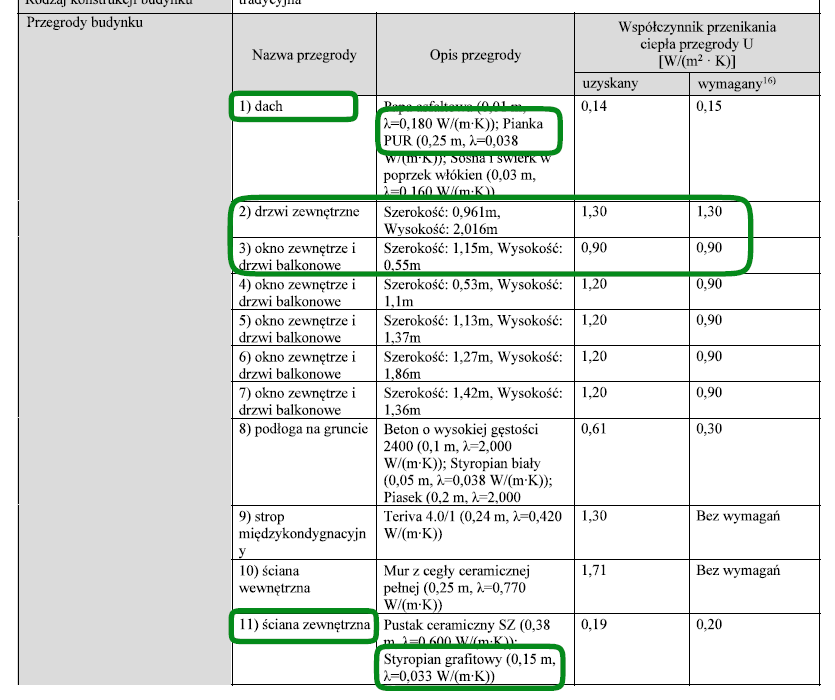 Rodzaj konstrukcji budynku
tradycyjna
Przegrody budynku
Nazwa przegrody
Opis przegrody
Współczynnik przenikania
ciepła przegrody U
[W/(m² · K)]
uzyskany
wymagany¹⁶⁾
1) dach
Papa asfaltowa (0,01 m,
λ=0,180 W/(m·K)); Pianka
PUR (0,25 m, λ=0,038
W/(m·K)); Sosna i świerk w
poprzek włókien (0,03 m,
λ=0,160 W/(m·K))
0,14
0,15
2) drzwi zewnętrzne
Szerokość: 0,961m,
Wysokość: 2,016m
1,30
1,30
3) okno zewnętrze i
drzwi balkonowe
Szerokość: 1,15m, Wysokość:
0,55m
0,90
0,90
4) okno zewnętrze i
drzwi balkonowe
Szerokość: 0,53m, Wysokość:
1,1m
1,20
0,90
5) okno zewnętrze i
drzwi balkonowe
Szerokość: 1,13m, Wysokość:
1,37m
1,20
0,90
6) okno zewnętrze i
drzwi balkonowe
Szerokość: 1,27m, Wysokość:
1,86m
1,20
0,90
7) okno zewnętrze i
drzwi balkonowe
Szerokość: 1,42m, Wysokość:
1,36m
1,20
0,90
8) podłoga na gruncie
Beton o wysokiej gęstości
2400 (0,1 m, λ=2,000
W/(m·K)); Styropian biały
(0,05 m, λ=0,038 W/(m·K));
Piasek (0,2 m, λ=2,000
0,61
0,30
9) strop
międzykondygnacyjn
y
Teriva 4.0/1 (0,24 m, λ=0,420
W/(m·K))
1,30
Bez wymagań
10) ściana
wewnętrzna
Mur z cegły ceramicznej
pełnej (0,25 m, λ=0,770
W/(m·K))
1,71
Bez wymagań
11) ściana zewnętrzna
Pustak ceramiczny SZ (0,38
m, λ=0,600 W/(m·K));
Styropian grafitowy (0,15 m,
λ=0,033 W/(m·K))
0,19
0,20